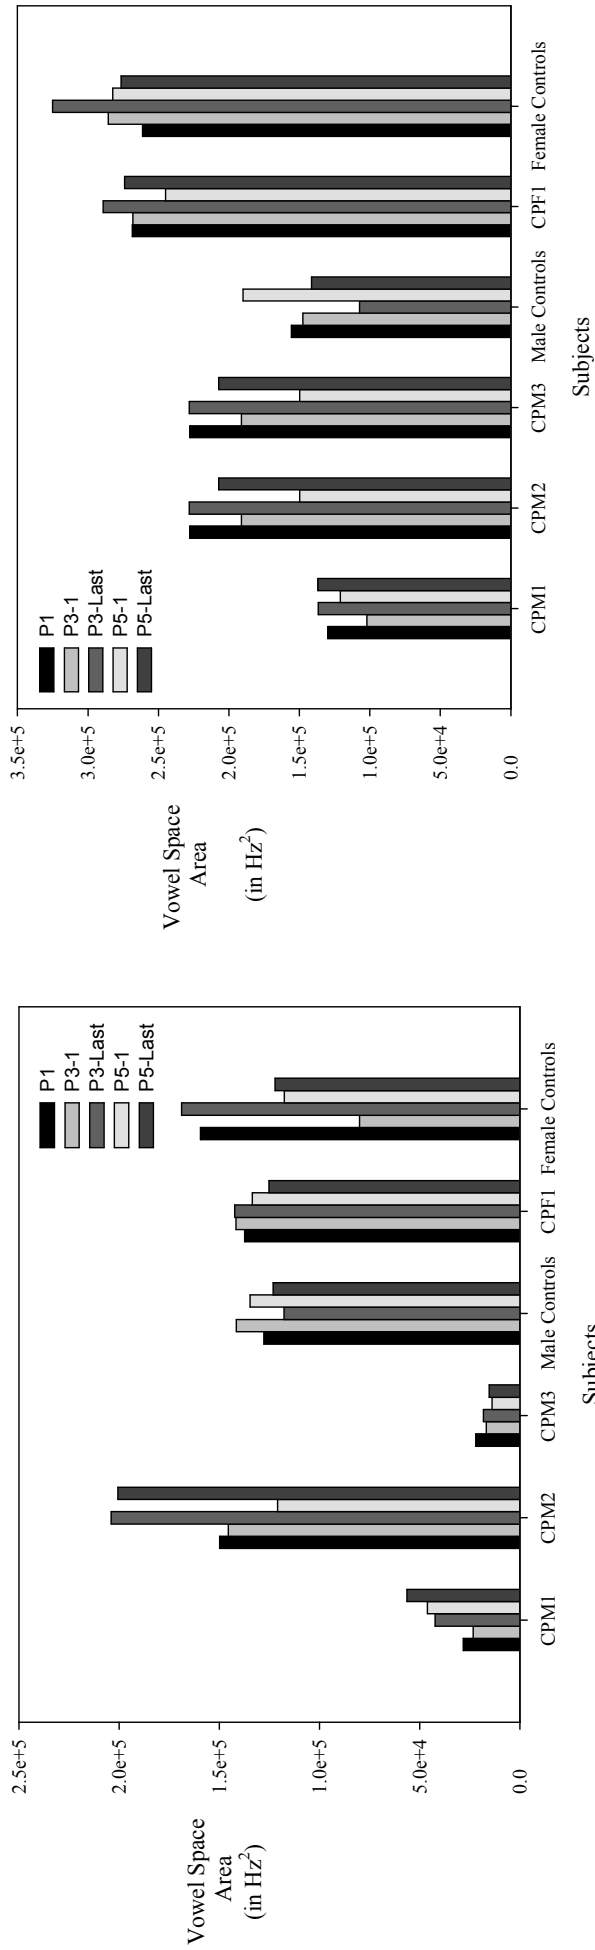 Vowel Space
Area
(in Hz²)
2.5e+5
2.0e+5
1.5e+5
1.0e+5
5.0e+4
0.0
P1
P3-1
P3-Last
P5-1
P5-Last
CPM1 CPM2 CPM3 Male Controls CPF1 Female Controls
Subjects
Vowel Space
Area
(in Hz²)
3.5e+5
3.0e+5
2.5e+5
2.0e+5
1.5e+5
1.0e+5
5.0e+4
0.0
P1
P3-1
P3-Last
P5-1
P5-Last
CPM1 CPM2 CPM3 Male Controls CPF1 Female Controls
Subjects